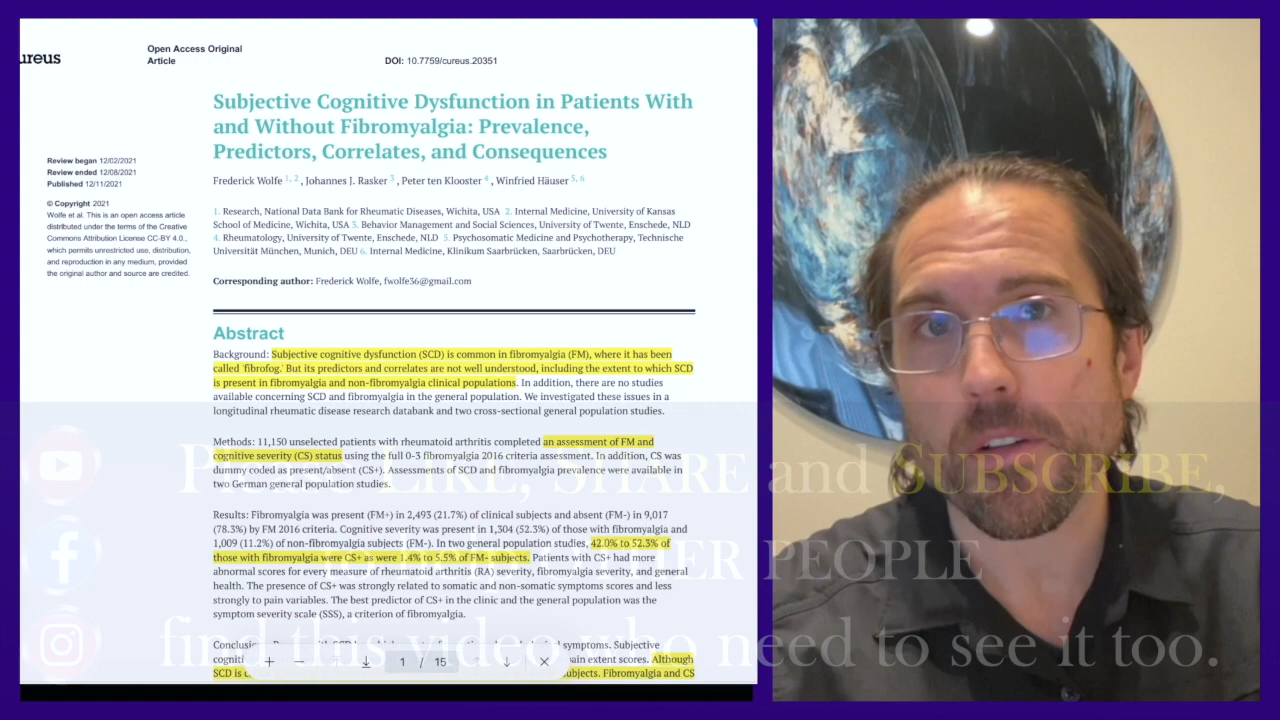 ureus
Open Access Original
Article
DOI: 10.7759/cureus.20351
Subjective Cognitive Dysfunction in Patients With
and Without Fibromyalgia: Prevalence,
Predictors, Correlates, and Consequences
Review began 12/02/2021
Review ended 12/08/2021
Published 12/11/2021
© Copyright 2021
Wolfe et al. This is an open access article
distributed under the terms of the Creative
Commons Attribution License CC-BY 4.0.,
which permits unrestricted use, distribution,
and reproduction in any medium, provided
the original author and source are credited.
Frederick Wolfe 1, 2 , Johannes J. Rasker 3 , Peter ten Klooster 4 , Winfried Häuser 5, 6
1. Research, National Data Bank for Rheumatic Diseases, Wichita, USA 2. Internal Medicine, University of Kansas
School of Medicine, Wichita, USA 3. Behavior Management and Social Sciences, University of Twente, Enschede, NLD
4. Rheumatology, University of Twente, Enschede, NLD 5. Psychosomatic Medicine and Psychotherapy, Technische
Universität München, Munich, DEU 6. Internal Medicine, Klinikum Saarbrücken, Saarbrücken, DEU
Corresponding author: Frederick Wolfe, fwolfe36@gmail.com
Abstract
Background: Subjective cognitive dysfunction (SCD) is common in fibromyalgia (FM), where it has been
called 'fibrofog.' But its predictors and correlates are not well understood, including the extent to which SCD
is present in fibromyalgia and non-fibromyalgia clinical populations. In addition, there are no studies
available concerning SCD and fibromyalgia in the general population. We investigated these issues in a
longitudinal rheumatic disease research databank and two cross-sectional general population studies.
Methods: 11,150 unselected patients with rheumatoid arthritis completed an assessment of FM and
cognitive severity (CS) status using the full 0-3 fibromyalgia 2016 criteria assessment. In addition, CS was
dummy coded as present/absent (CS+). Assessments of SCD and fibromyalgia prevalence were available in
two German general population studies.
Results: Fibromyalgia was present (FM+) in 2,493 (21.7%) of clinical subjects and absent (FM-) in 9,017
(78.3%) by FM 2016 criteria. Cognitive severity was present in 1,304 (52.3%) of those with fibromyalgia and
1,009 (11.2%) of non-fibromyalgia subjects (FM-). In two general population studies, 42.0% to 52.3% of
those with fibromyalgia were CS+ as were 1.4% to 5.5% of FM- subjects. Patients with CS+ had more
abnormal scores for every measure of rheumatoid arthritis (RA) severity, fibromyalgia severity, and general
health. The presence of CS+ was strongly related to somatic and non-somatic symptoms scores and less
strongly to pain variables. The best predictor of CS+ in the clinic and the general population was the
symptom severity scale (SSS), a criterion of fibromyalgia.
symptoms. Subjective
pain extent scores. Although
SCD is subjects. Fibromyalgia and CS
1 / 15
LIKE, SHARE and SUBSCRIBE,
PEOPLE
find this video who need to see it too.